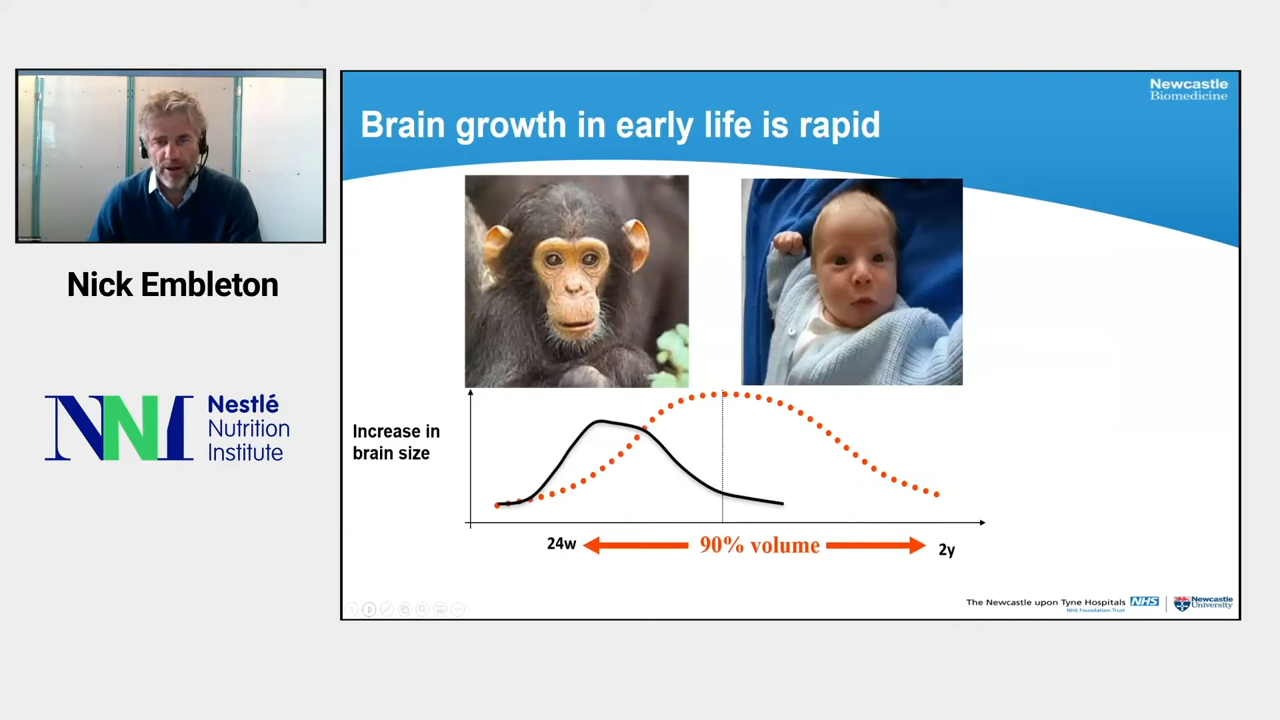 Newcastle
Biomedicine
Brain growth in early life is rapid
Nick Embleton
NNI
Nestlé
Nutrition
Institute
Increase in
brain size
24w
90% volume
2y
The Newcastle upon Tyne Hospitals NHS
NHS Foundation Trust
Newcastle
University